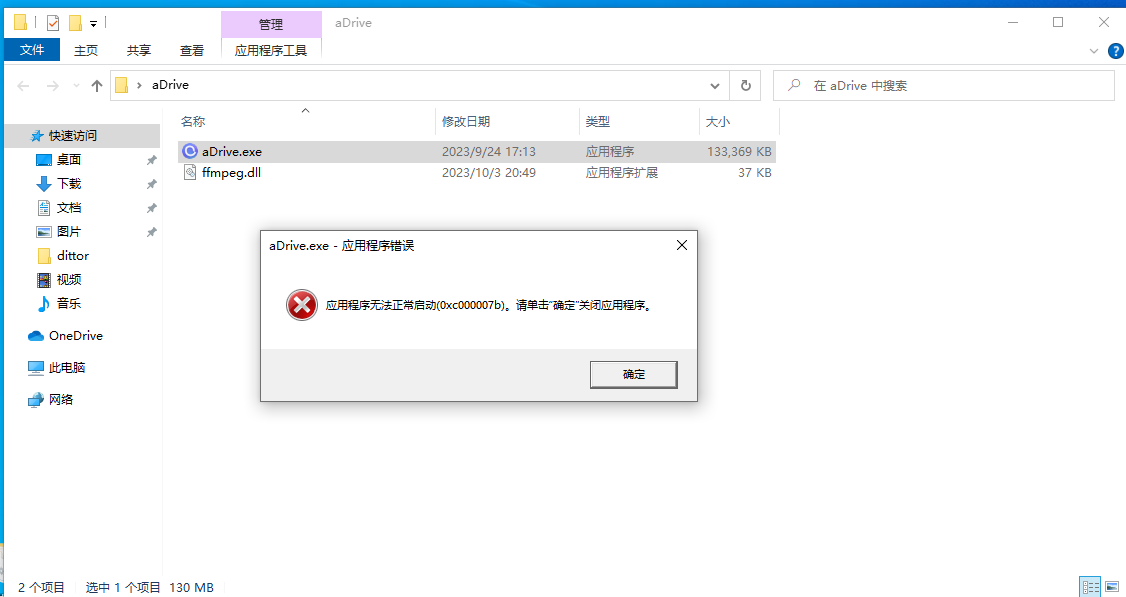 管理
aDrive
文件
主页
共享
查看
应用程序工具
?
aDrive
在 aDrive 中搜索
名称
修改日期
类型
大小
aDrive.exe
2023/9/24 17:13
应用程序
133,369 KB
ffmpeg.dll
2023/10/3 20:49
应用程序扩展
37 KB
快速访问
桌面
下载
文档
图片
dittor
视频
音乐
OneDrive
此电脑
网络
aDrive.exe - 应用程序错误
应用程序无法正常启动(0xc000007b)。请单击"确定"关闭应用程序。
确定
2 个项目
选中 1 个项目 130 MB